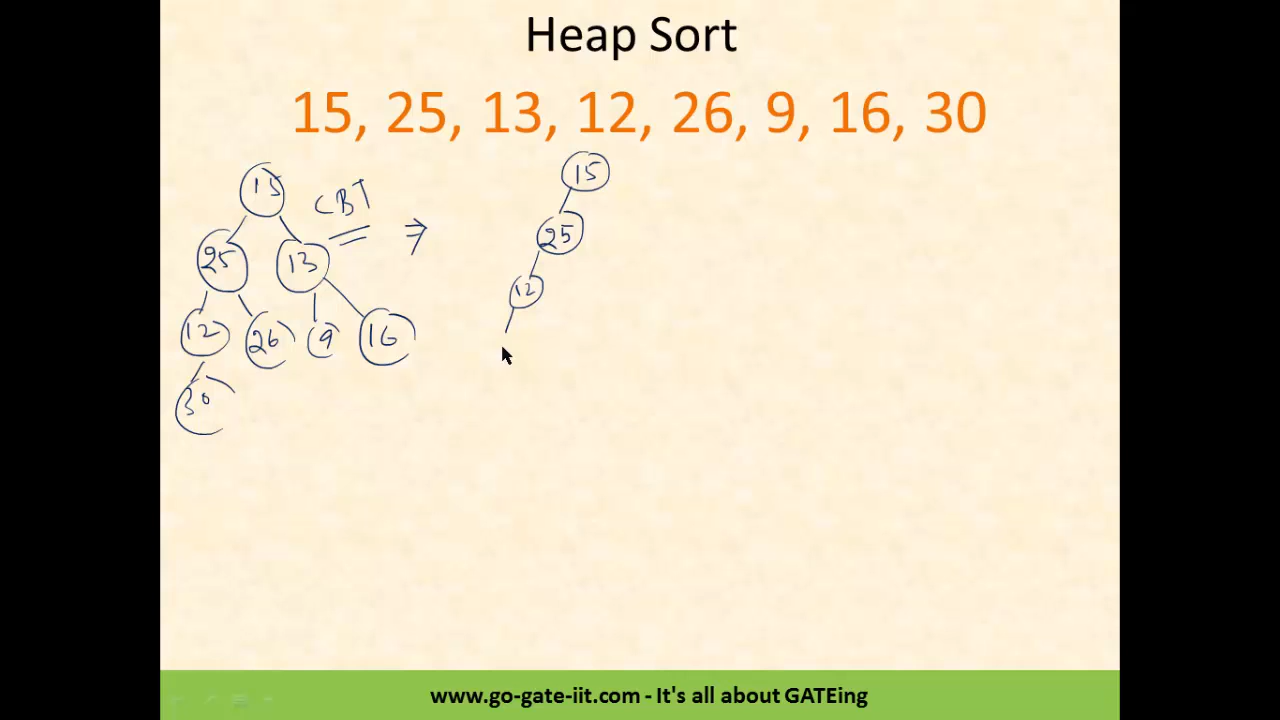 Heap Sort
15, 25, 13, 12, 26, 9, 16, 30
15
CBT
⇒
25 13
12 26 9 16
30
15
25
12
www.go-gate-iit.com - It's all about GATEing